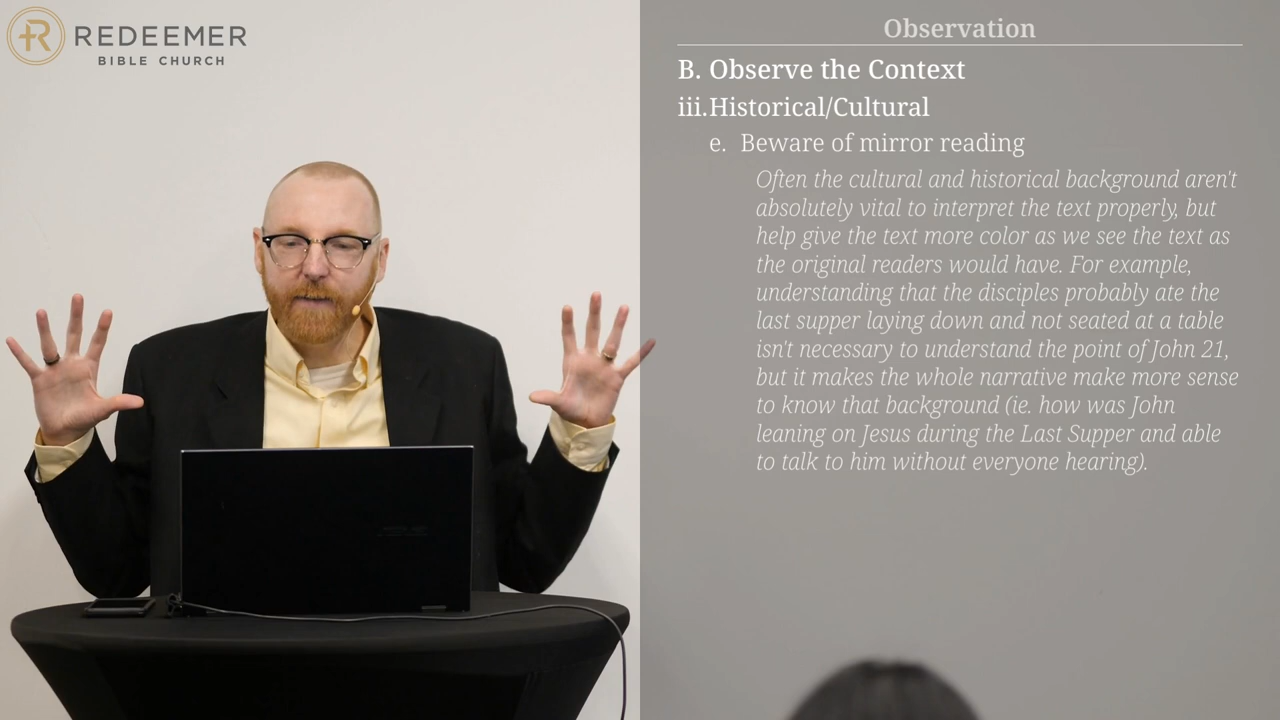 REDEEMER
BIBLE CHURCH
Observation
B. Observe the Context
iii.Historical/Cultural
e. Beware of mirror reading
Often the cultural and historical background aren't
absolutely vital to interpret the text properly, but
help give the text more color as we see the text as
the original readers would have. For example,
understanding that the disciples probably ate the
last supper laying down and not seated at a table
isn't necessary to understand the point of John 21,
but it makes the whole narrative make more sense
to know that background (ie. how was John
leaning on Jesus during the Last Supper and able
to talk to him without everyone hearing).